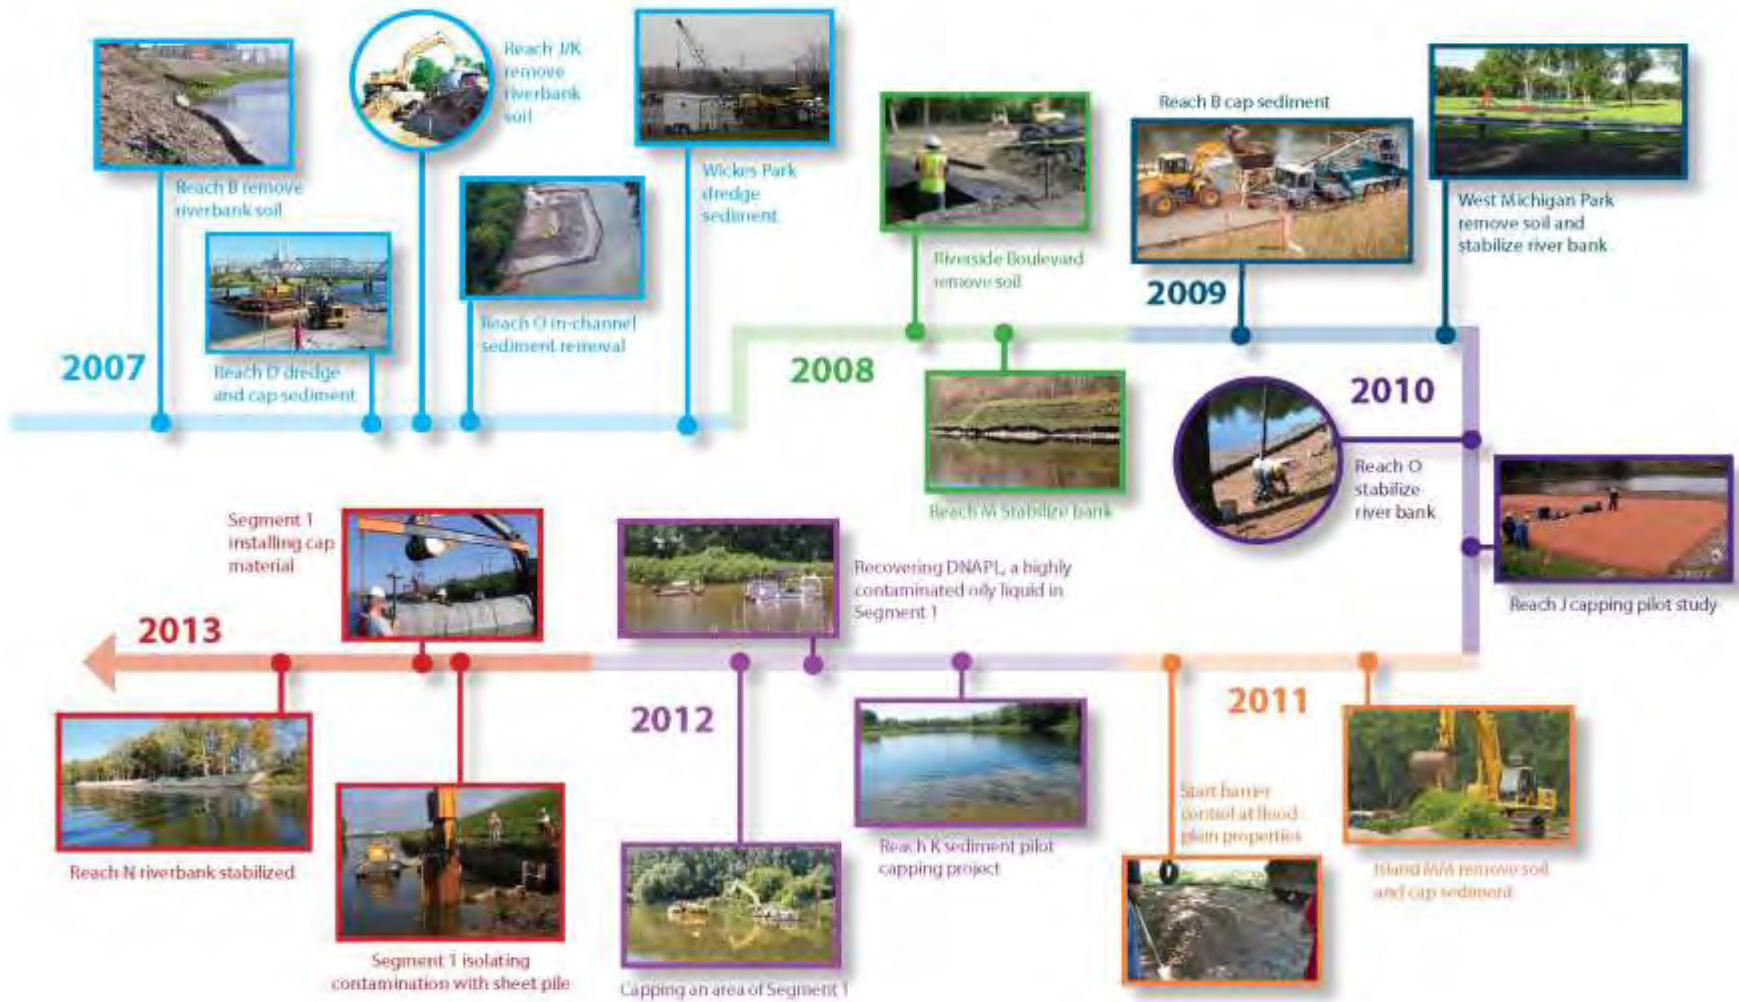 2007
Reach B remove
riverbank soil
Reach D dredge
and cap sediment
Reach J/K
remove
riverbank
soil
Reach O in-channel
sediment removal
Wickes Park
dredge
sediment
2008
Riverside Boulevard
remove soil
Reach M Stabilize bank
2009
Reach B cap sediment
West Michigan Park
remove soil and
stabilize river bank
2010
Reach O
stabilize
river bank
Reach J capping pilot study
2011
Island MM remove soil
and cap sediment
Start barrier
control at flood
plain properties
2012
Reach K sediment pilot
capping project
Recovering DNAPL, a highly
contaminated oily liquid in
Segment 1
Capping an area of Segment 1
2013
Segment 1 isolating
contamination with sheet pile
Segment 1
installing cap
material
Reach N riverbank stabilized